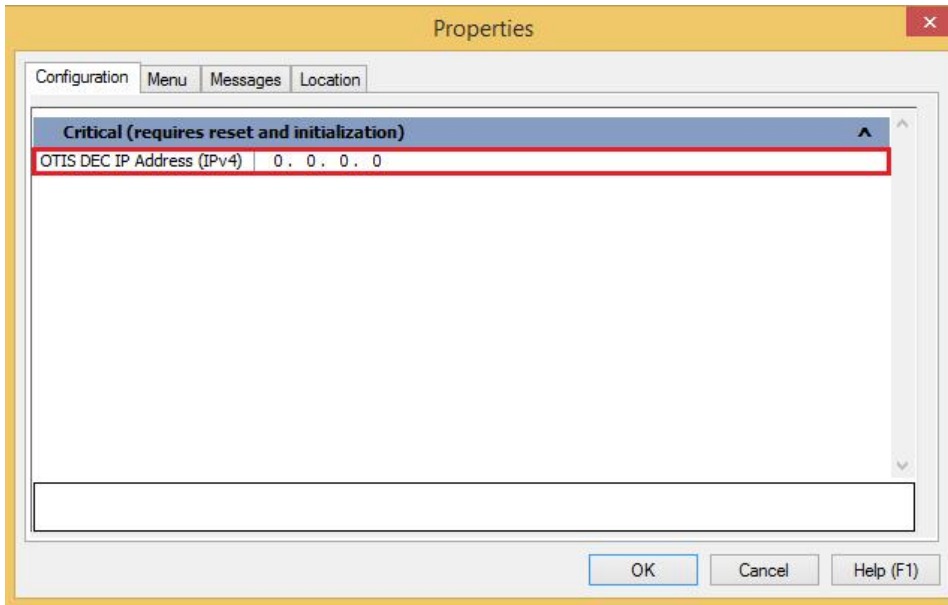 Properties
Configuration Menu Messages Location
Critical (requires reset and initialization)
OTIS DEC IP Address (IPv4) 0 . 0 . 0 . 0
OK Cancel Help (F1)